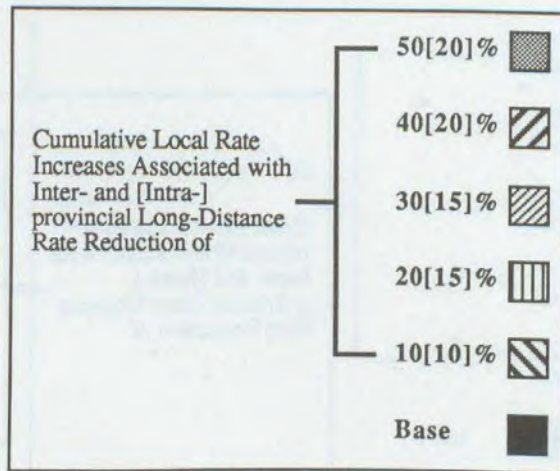 50[20]%
40[20]%
Cumulative Local Rate
Increases Associated with
Inter- and [Intra-]
provincial Long-Distance
Rate Reduction of
30[15]%
20[15]%
10[10]%
Base